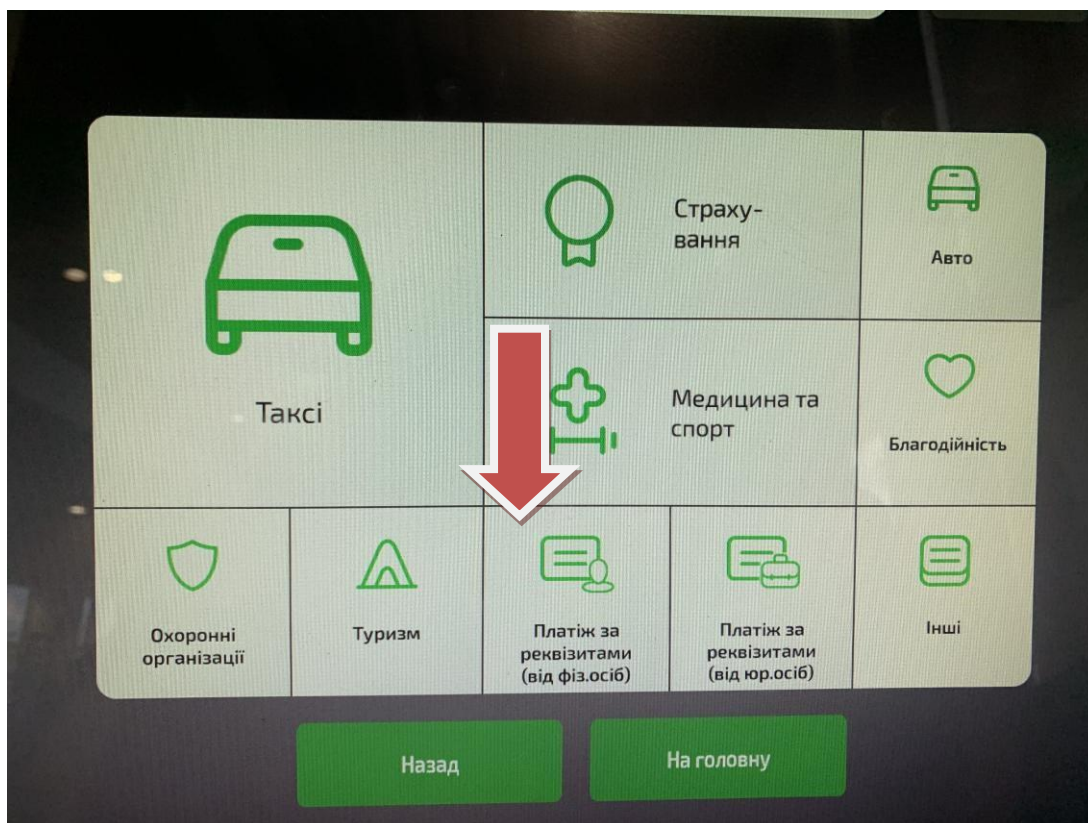 Страху-
вання
Авто
Таксі
Медицина та
спорт
Благодійність
Охоронні
організації
Туризм
Платіж за
реквізитами
(від фіз.осіб)
Платіж за
реквізитами
(від юр.осіб)
Інші
Назад
На головну